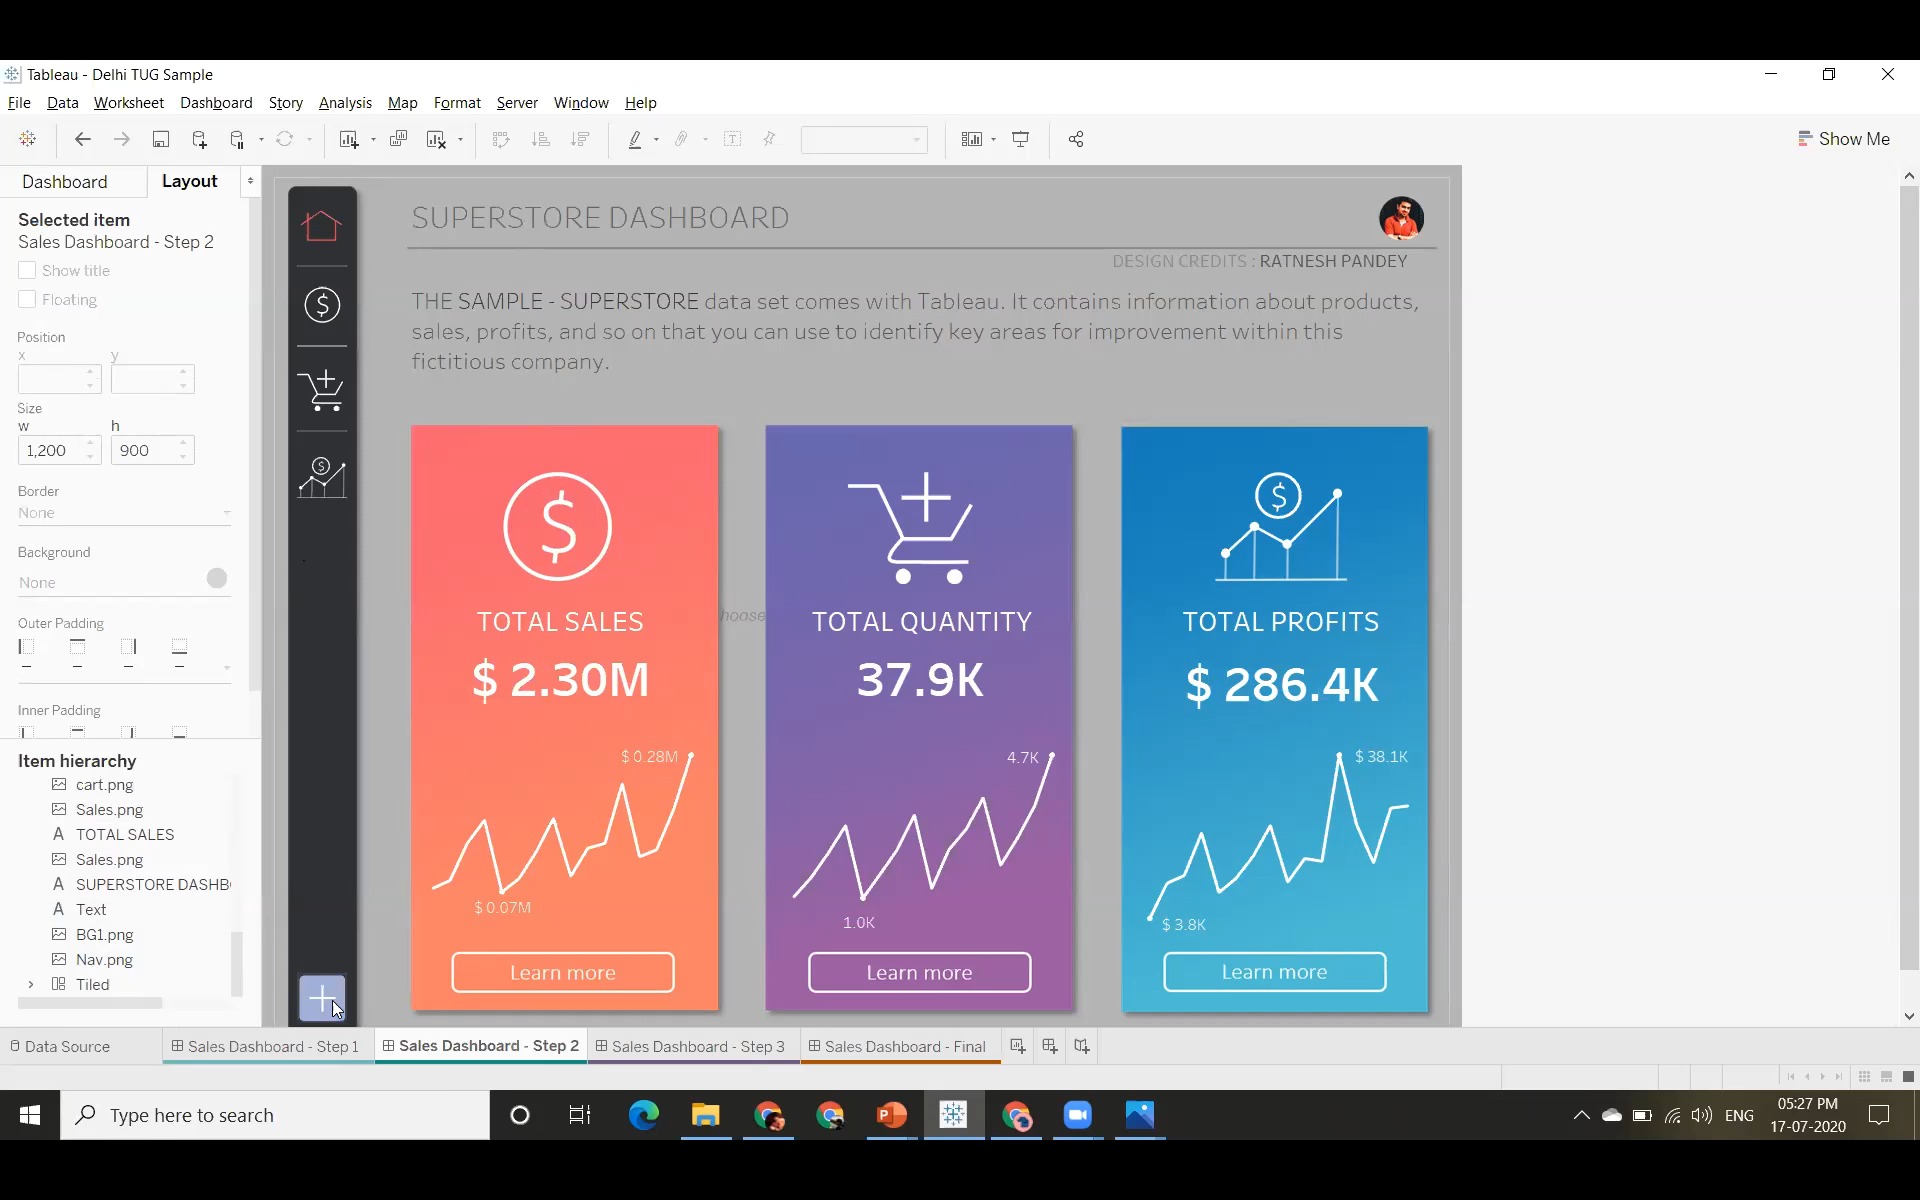 Tableau - Delhi TUG Sample
File Data Worksheet Dashboard Story Analysis Map Format Server Window Help
Show Me
Dashboard Layout
Selected item
Sales Dashboard - Step 2
Show title
Floating
Position
x y
Size
w h
1,200 900
Border
None
Background
None
Outer Padding
Inner Padding
Item hierarchy
cart.png
Sales.png
A TOTAL SALES
Sales.png
A SUPERSTORE DASHB
A Text
BG1.png
Nav.png
Tiled
SUPERSTORE DASHBOARD
DESIGN CREDITS : RATNESH PANDEY
THE SAMPLE - SUPERSTORE data set comes with Tableau. It contains information about products,
sales, profits, and so on that you can use to identify key areas for improvement within this
fictitious company.
$
TOTAL SALES
$ 2.30M
$ 0.28M
$ 0.07M
Learn more
hoose
TOTAL QUANTITY
37.9K
4.7K
1.0K
Learn more
$
TOTAL PROFITS
$ 286.4K
$ 38.1K
$ 3.8K
Learn more
Data Source Sales Dashboard - Step 1 Sales Dashboard - Step 2 Sales Dashboard - Step 3 Sales Dashboard - Final
Type here to search
ENG
05:27 PM
17-07-2020